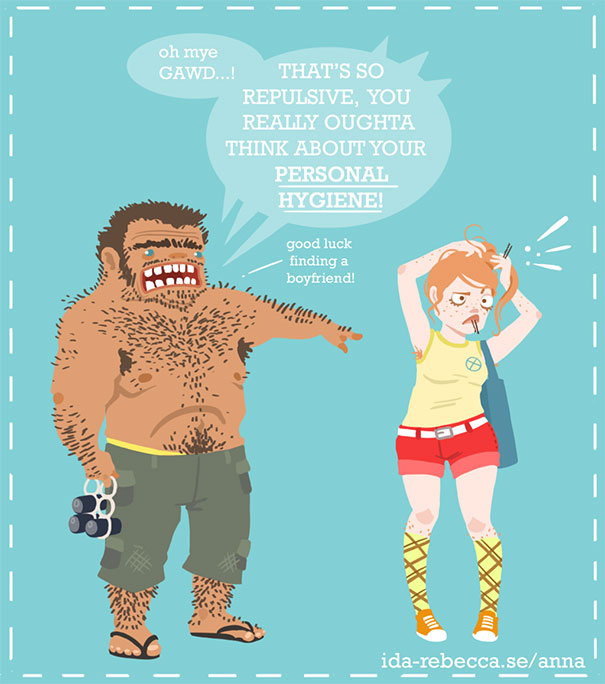 oh mye
GAWD...!
THAT'S SO
REPULSIVE, YOU
REALLY OUGHTA
THINK ABOUT YOUR
PERSONAL
HYGIENE!
good luck
finding a
boyfriend!
ida-rebecca.se/anna